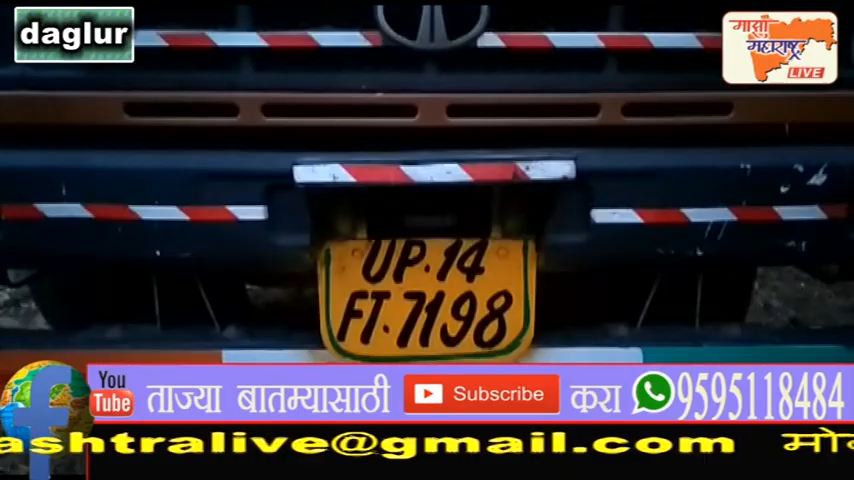 daglur
माझा
महाराष्ट्र
LIVE
UP.14
FT.7198
You
Tube
ताज्या बातम्यासाठी
Subscribe
करा
9595118484
ashtralive@gmail.com